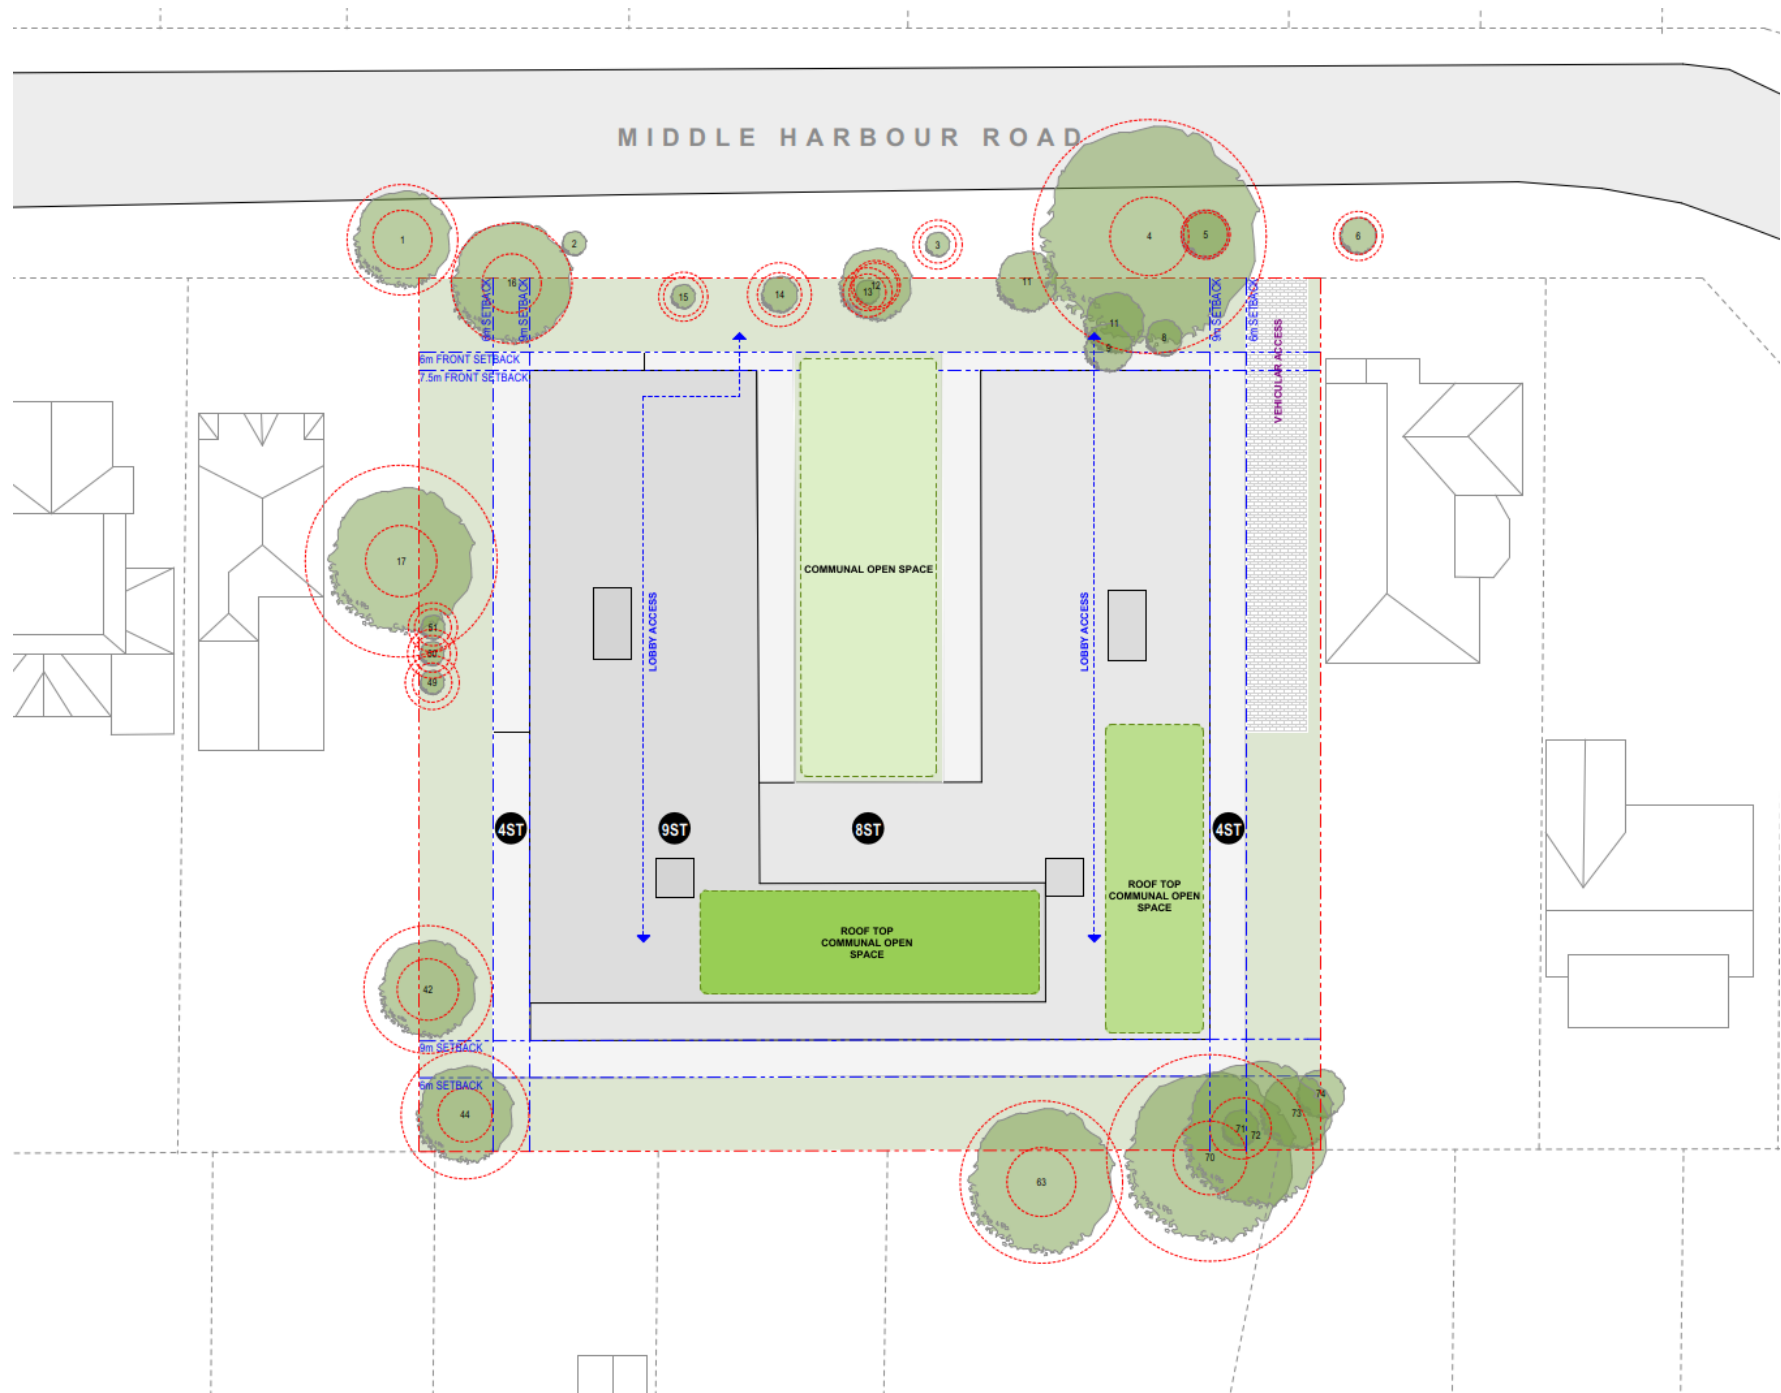 MIDDLE HARBOUR ROAD
1
2
3
4
5
6
16
15
14
13
12
11
11
8
9
6m SETBACK
9m SETBACK
9m SETBACK
6m SETBACK
6m FRONT SETBACK
7.5m FRONT SETBACK
VEHICULAR ACCESS
17
51
50
49
COMMUNAL OPEN SPACE
LOBBY ACCESS
LOBBY ACCESS
4ST
9ST
8ST
4ST
ROOF TOP
COMMUNAL OPEN
SPACE
ROOF TOP
COMMUNAL OPEN
SPACE
42
9m SETBACK
6m SETBACK
44
63
70
71
72
73
74